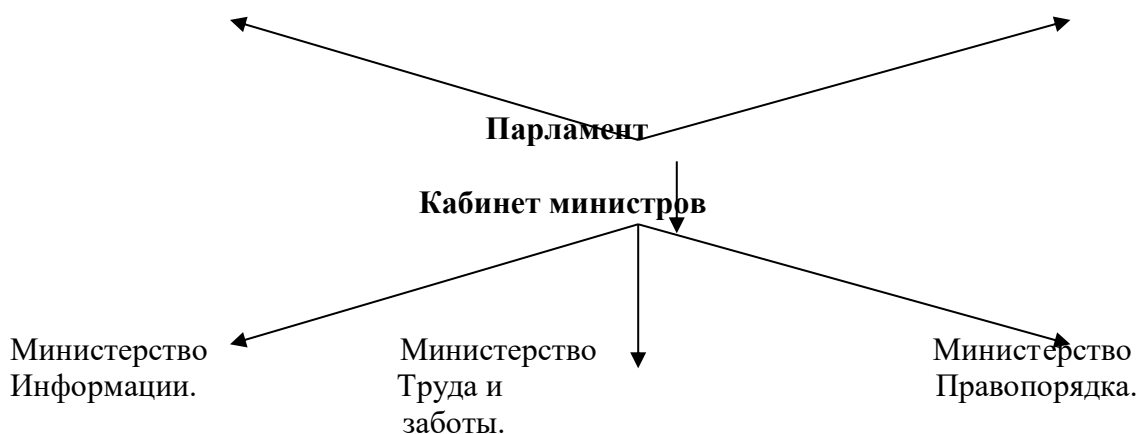 Парламент
Кабинет министров
Министерство Министерство Министерство
Информации. Труда и Правопорядка.
заботы.